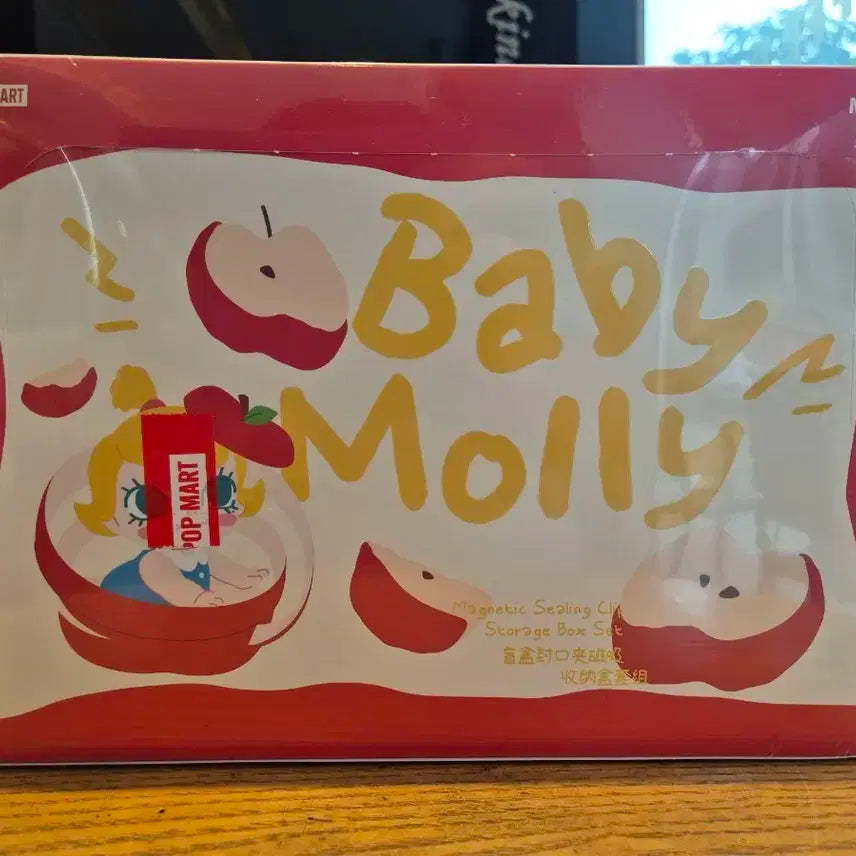 ART
Baby
Molly
POP MART
Magnetic Sealing Clip
Storage Box Set
盲盒封口夹磁吸
收纳盒套组